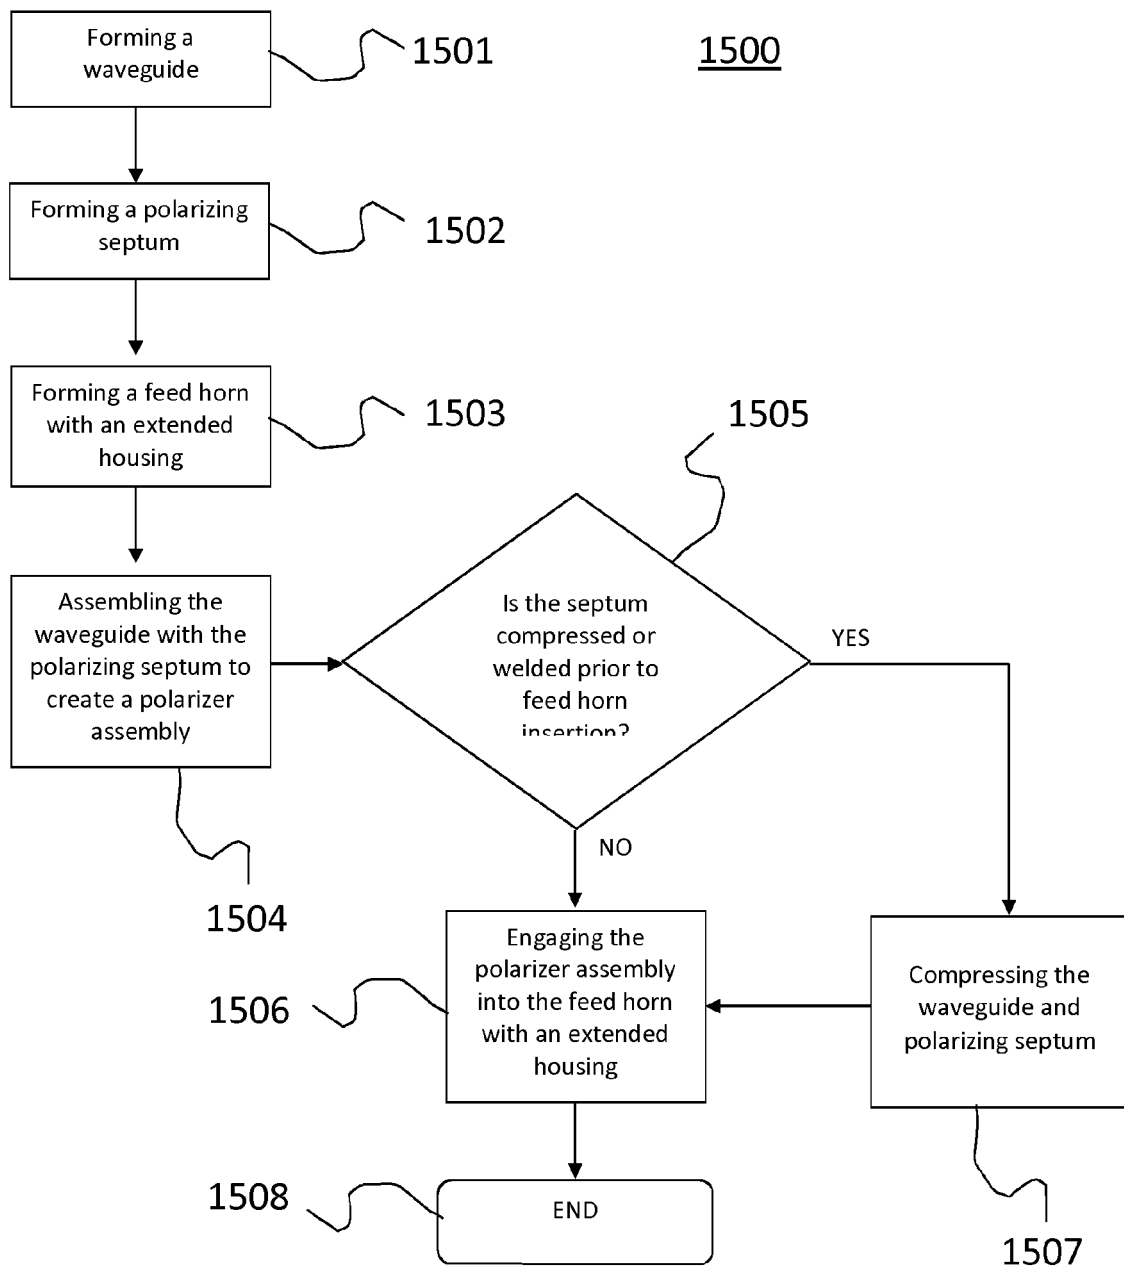 Forming a
waveguide
1501
1500
Forming a polarizing
septum
1502
Forming a feed horn
with an extended
housing
1503
1505
Assembling the
waveguide with the
polarizing septum to
create a polarizer
assembly
1504
Is the septum
compressed or
welded prior to
feed horn
insertion?
YES
NO
Engaging the
polarizer assembly
into the feed horn
with an extended
housing
1506
Compressing the
waveguide and
polarizing septum
1507
END
1508